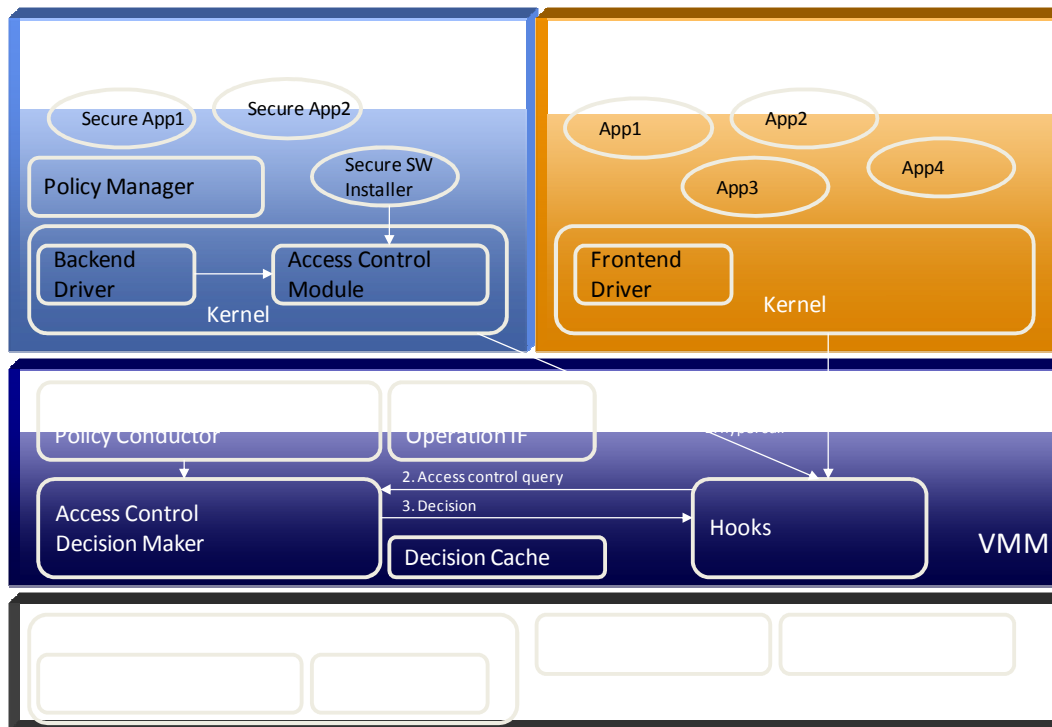 Secure App1
Secure App2
Policy Manager
Secure SW
Installer
Backend
Driver
Access Control
Module
Kernel
App1
App2
App3
App4
Frontend
Driver
Kernel
Policy Conductor
Operation IF
Hypercall
2. Access control query
3. Decision
Access Control
Decision Maker
Decision Cache
Hooks
VMM